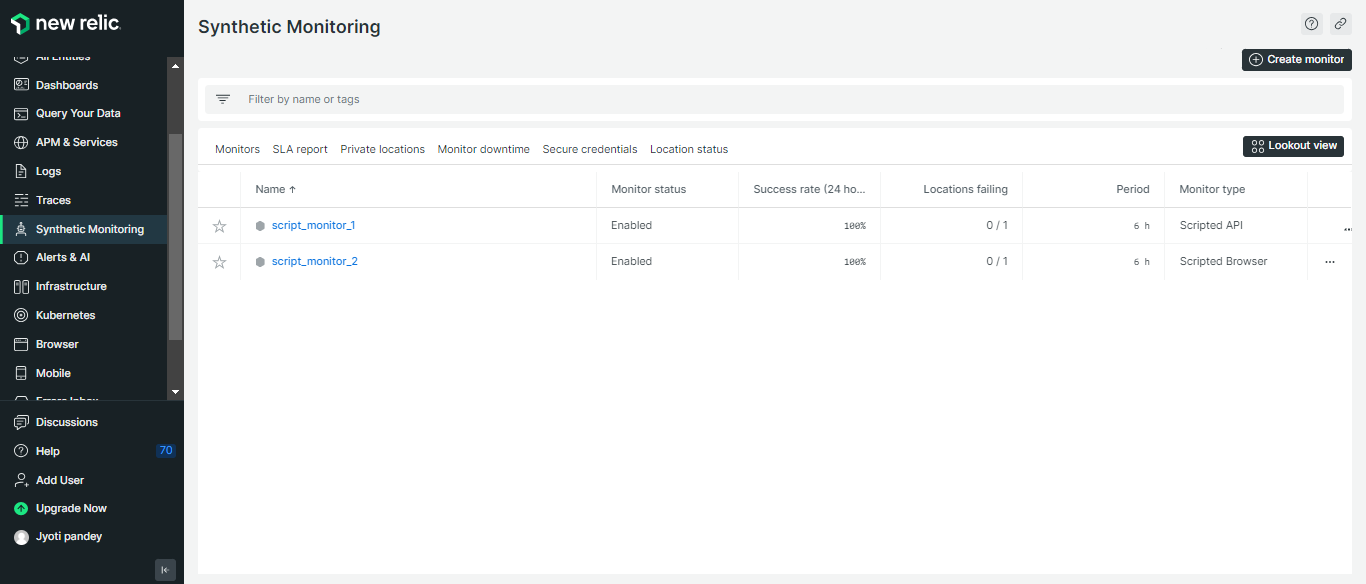 new relic.
All Entities
Dashboards
Query Your Data
APM & Services
Logs
Traces
Synthetic Monitoring
Alerts & AI
Infrastructure
Kubernetes
Browser
Mobile
Errors Inbox
Discussions
Help 70
Add User
Upgrade Now
Jyoti pandey
Synthetic Monitoring
Create monitor
Filter by name or tags
Monitors SLA report Private locations Monitor downtime Secure credentials Location status Lookout view
Name ↑ Monitor status Success rate (24 ho... Locations failing Period Monitor type
script_monitor_1 Enabled 100% 0 / 1 6 h Scripted API ...
script_monitor_2 Enabled 100% 0 / 1 6 h Scripted Browser ...